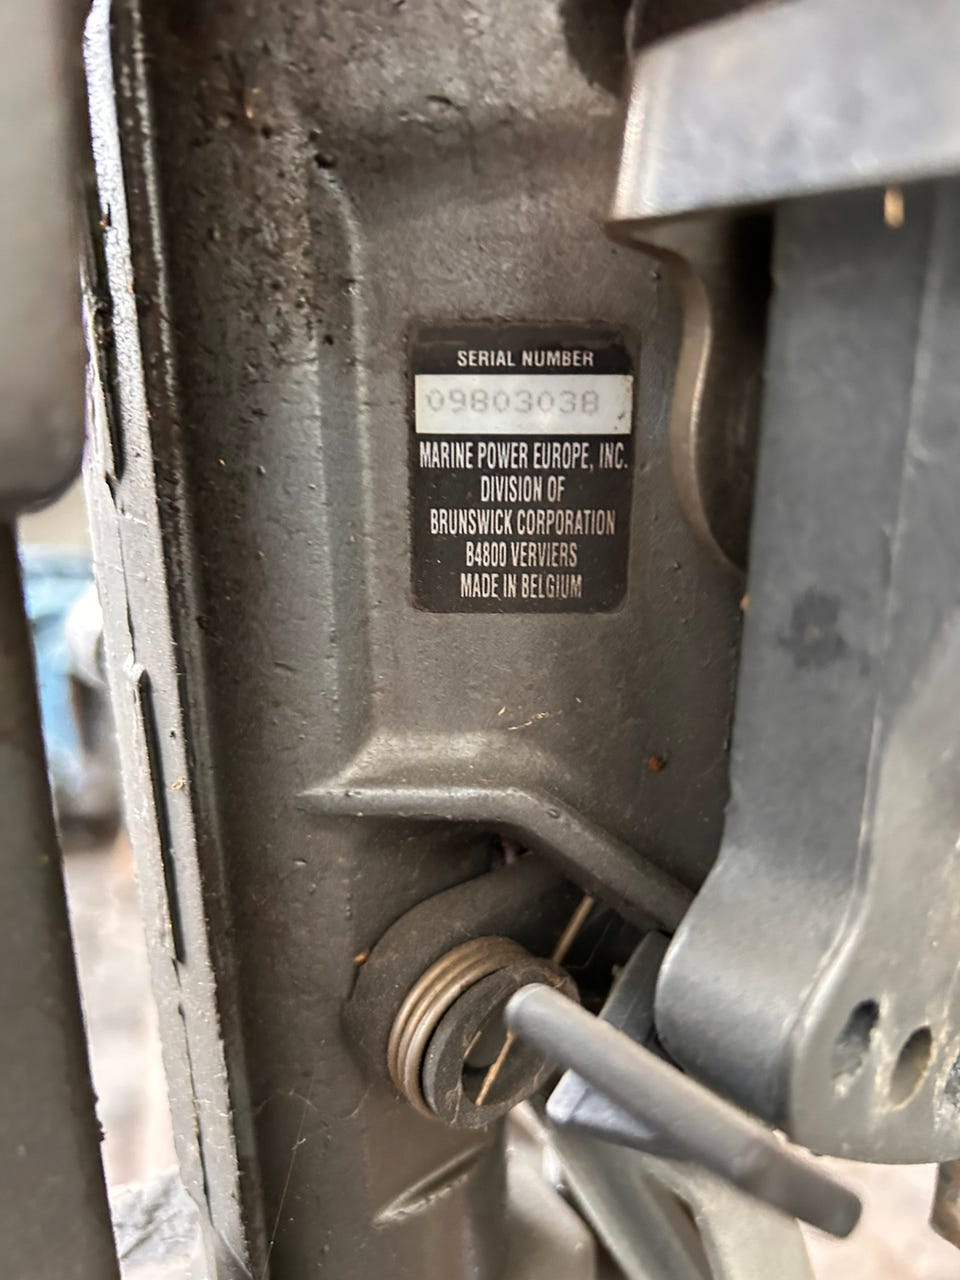 SERIAL NUMBER
09803038
MARINE POWER EUROPE, INC.
DIVISION OF
BRUNSWICK CORPORATION
B4800 VERVIERS
MADE IN BELGIUM